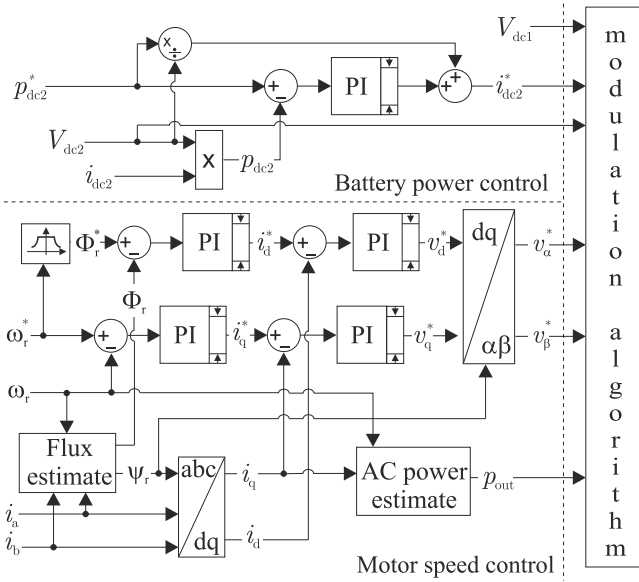 V_dc1
x
÷
+
p*_dc2
+
−
PI
+
+
i*_dc2
V_dc2
i_dc2
x
p_dc2
Battery power control
Φ*_r
+
−
PI
i*_d
+
−
PI
v*_d
dq
αβ
v*_α
Φ_r
ω*_r
+
−
PI
i*_q
+
−
PI
v*_q
v*_β
ω_r
Flux
estimate
ψ_r
abc
dq
i_q
AC power
estimate
p_out
i_a
i_b
i_d
Motor speed control
modulation
algorithm